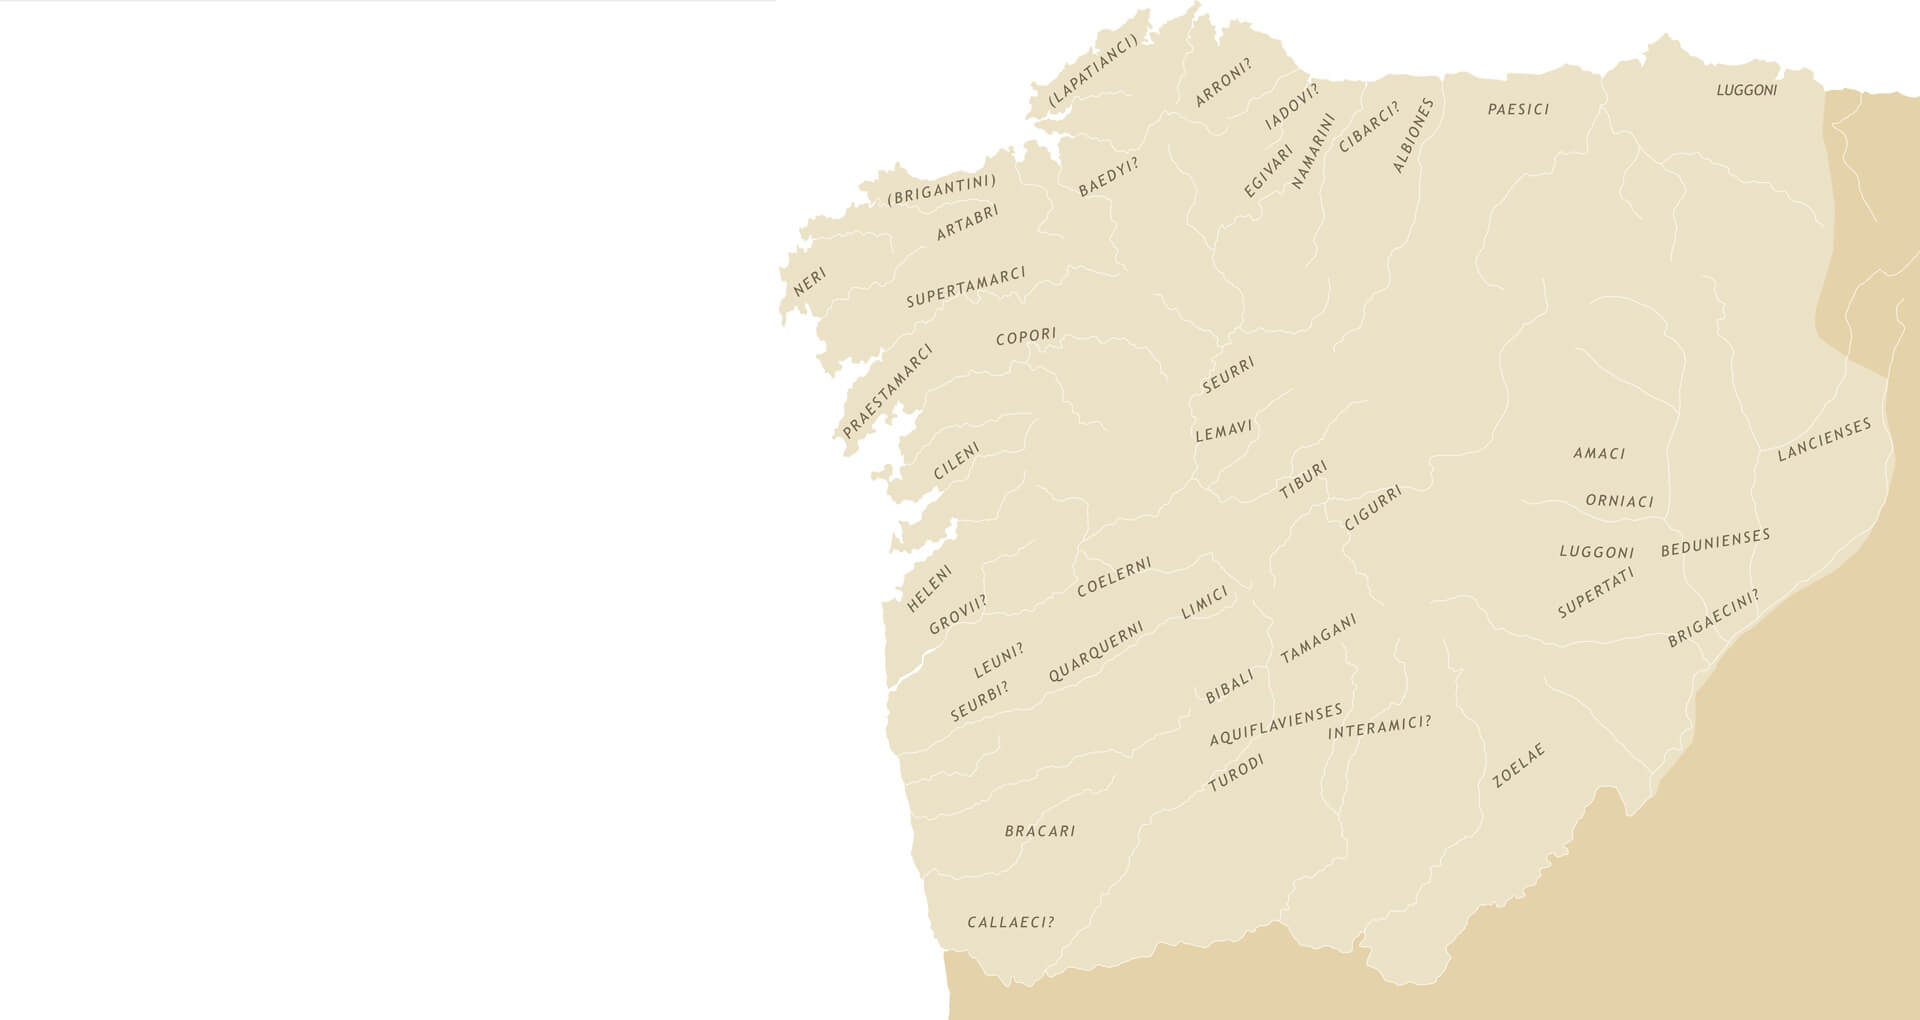 (LAPATIANCI)
ARRONI?
IADOVI?
LUGGONI
PAESICI
CIBARCI?
ALBIONES
NAMARINI
EGIVARI
BAEDYI?
(BRIGANTINI)
ARTABRI
NERI
SUPERTAMARCI
COPORI
PRAESTAMARCI
SEURRI
LEMAVI
CILENI
TIBURI
CIGURRI
AMACI
LANCIENSES
ORNIACI
LUGGONI
BEDUNIENSES
SUPERTATI
BRIGAECINI?
HELENI
GROVII?
COELERNI
LIMICI
LEUNI?
QUARQUERNI
TAMAGANI
SEURBI?
BIBALI
AQUIFLAVIENSES
INTERAMICI?
TURODI
ZOELAE
BRACARI
CALLAECI?